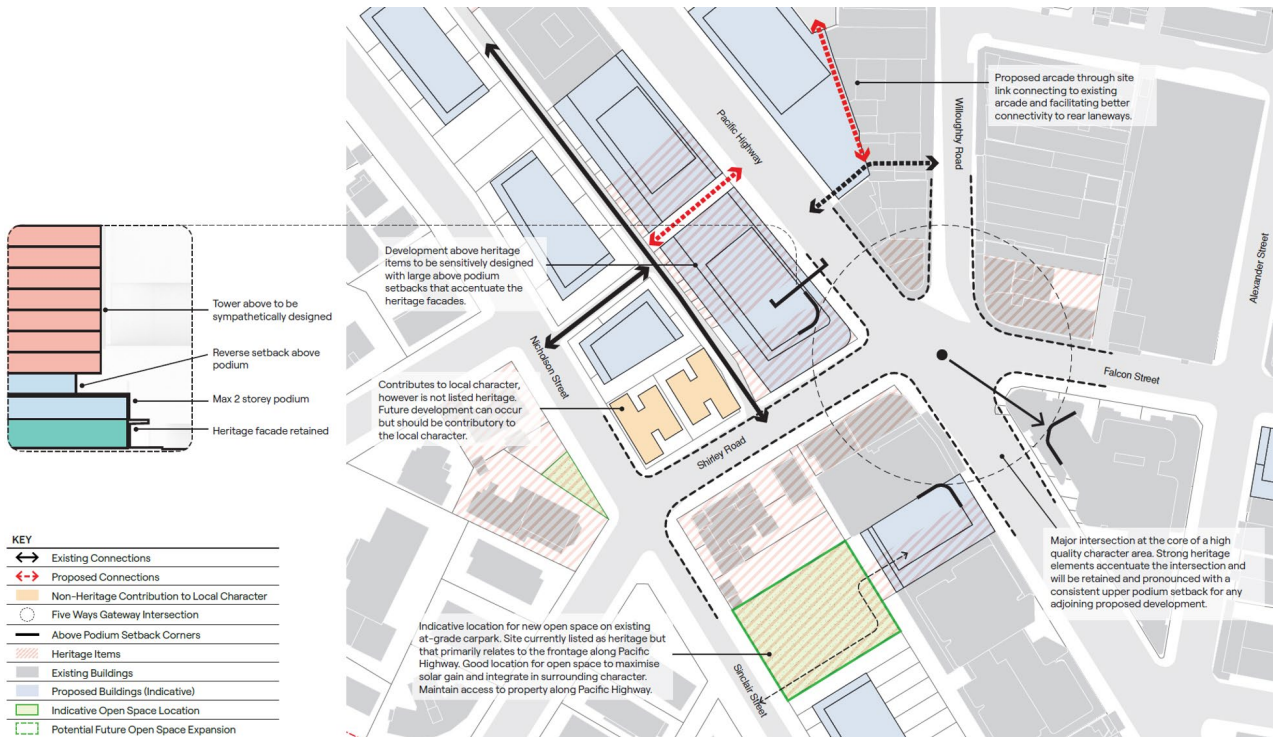 Proposed arcade through site
link connecting to existing
arcade and facilitating better
connectivity to rear laneways.
Pacific Highway
Willoughby Road
Alexander Street
Development above heritage
items to be sensitively designed
with large above podium
setbacks that accentuate the
heritage facades.
Tower above to be
sympathetically designed
Reverse setback above
podium
Max 2 storey podium
Heritage facade retained
Nicholson Street
Falcon Street
Contributes to local character,
however is not listed heritage.
Future development can occur
but should be contributory to
the local character.
Shirley Road
Major intersection at the core of a high
quality character area. Strong heritage
elements accentuate the intersection and
will be retained and pronounced with a
consistent upper podium setback for any
adjoining proposed development.
Indicative location for new open space on existing
at-grade carpark. Site currently listed as heritage but
that primarily relates to the frontage along Pacific
Highway. Good location for open space to maximise
solar gain and integrate in surrounding character.
Maintain access to property along Pacific Highway.
Sinclair Street
KEY
Existing Connections
Proposed Connections
Non-Heritage Contribution to Local Character
Five Ways Gateway Intersection
Above Podium Setback Corners
Heritage Items
Existing Buildings
Proposed Buildings (Indicative)
Indicative Open Space Location
Potential Future Open Space Expansion